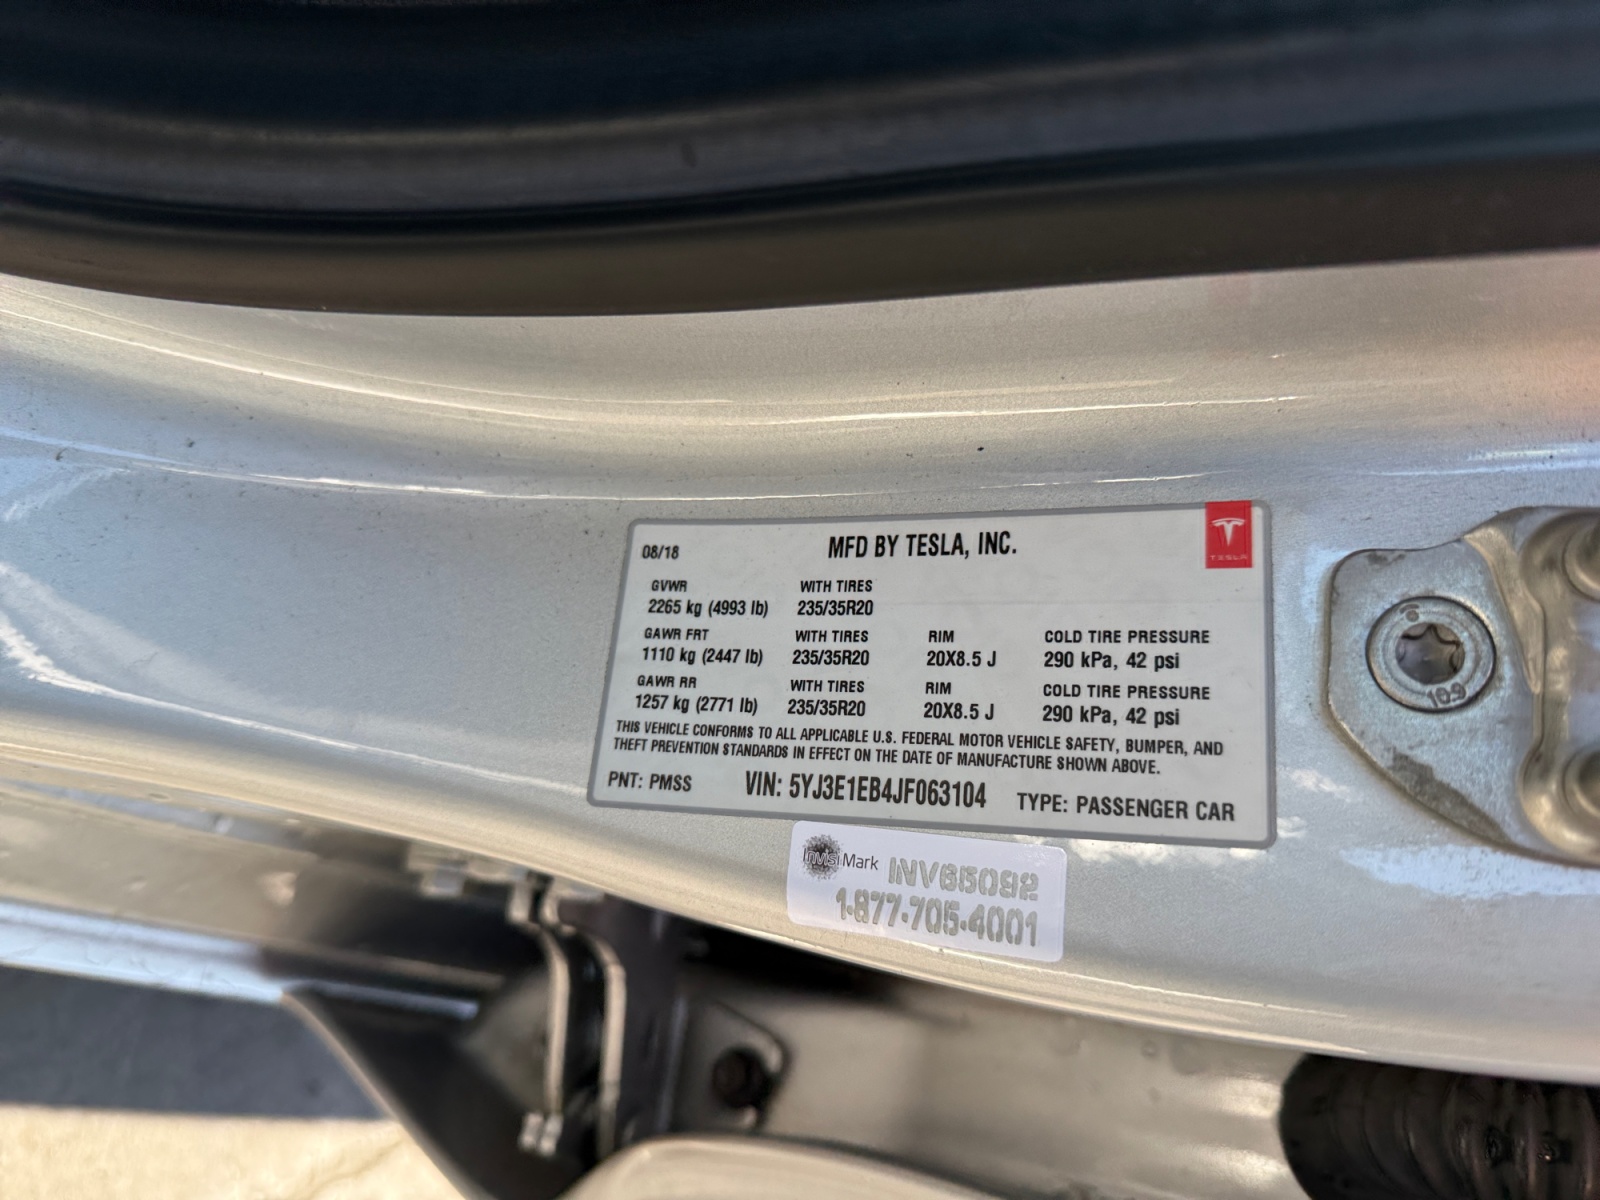 08/18 MFD BY TESLA, INC.
TESLA
GVWR WITH TIRES
2265 kg (4993 lb) 235/35R20
GAWR FRT WITH TIRES RIM COLD TIRE PRESSURE
1110 kg (2447 lb) 235/35R20 20X8.5 J 290 kPa, 42 psi
GAWR RR WITH TIRES RIM COLD TIRE PRESSURE
1257 kg (2771 lb) 235/35R20 20X8.5 J 290 kPa, 42 psi
THIS VEHICLE CONFORMS TO ALL APPLICABLE U.S. FEDERAL MOTOR VEHICLE SAFETY, BUMPER, AND
THEFT PREVENTION STANDARDS IN EFFECT ON THE DATE OF MANUFACTURE SHOWN ABOVE.
PNT: PMSS VIN: 5YJ3E1EB4JF063104 TYPE: PASSENGER CAR
InvisiMark INV65092
1-877-705-4001
10.9